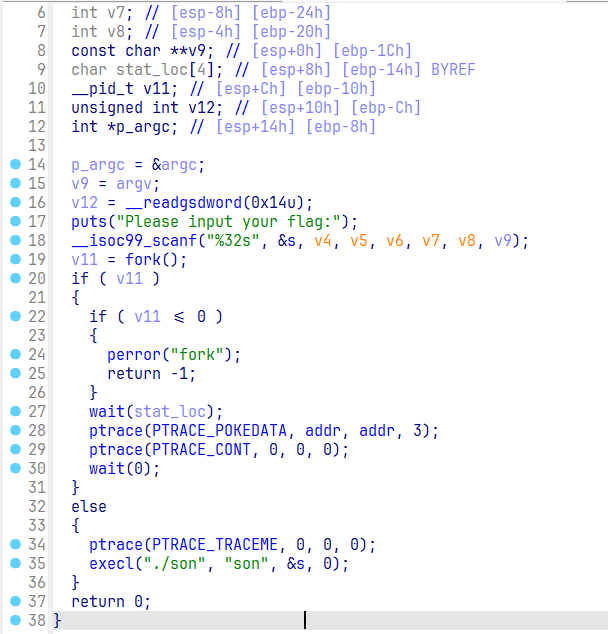 6 int v7; // [esp-8h] [ebp-24h]
7 int v8; // [esp-4h] [ebp-20h]
8 const char **v9; // [esp+0h] [ebp-1Ch]
9 char stat_loc[4]; // [esp+8h] [ebp-14h] BYREF
10 __pid_t v11; // [esp+Ch] [ebp-10h]
11 unsigned int v12; // [esp+10h] [ebp-Ch]
12 int *p_argc; // [esp+14h] [ebp-8h]
13
14 p_argc = &argc;
15 v9 = argv;
16 v12 = __readgsdword(0x14u);
17 puts("Please input your flag:");
18 __isoc99_scanf("%32s", &s, v4, v5, v6, v7, v8, v9);
19 v11 = fork();
20 if ( v11 )
21 {
22 if ( v11 <= 0 )
23 {
24 perror("fork");
25 return -1;
26 }
27 wait(stat_loc);
28 ptrace(PTRACE_POKEDATA, addr, addr, 3);
29 ptrace(PTRACE_CONT, 0, 0, 0);
30 wait(0);
31 }
32 else
33 {
34 ptrace(PTRACE_TRACEME, 0, 0, 0);
35 execl("./son", "son", &s, 0);
36 }
37 return 0;
38 }